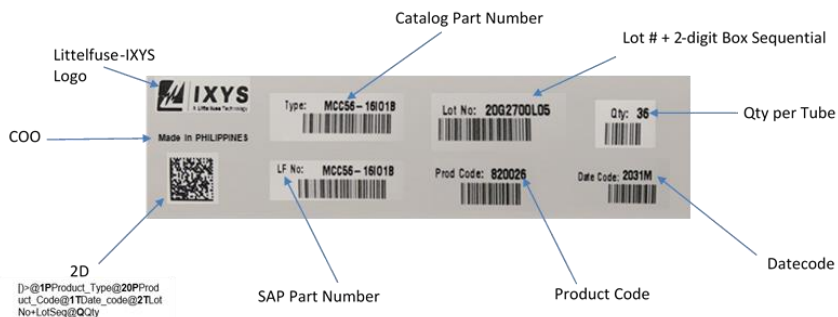 Catalog Part Number
Lot # + 2-digit Box Sequential
Littelfuse-IXYS
Logo
IXYS
A Littelfuse Technology
Type: MCC56-16IO1B
Lot No: 20G2700L05
Qty: 36
Qty per Tube
COO
Made in PHILIPPINES
LF No: MCC56-16IO1B
Prod Code: 820026
Date Code: 2031M
2D
[)>@1PProduct_Type@20PProd
uct_Code@1TDate_code@2TLot
No+LotSeq@QQty
SAP Part Number
Product Code
Datecode